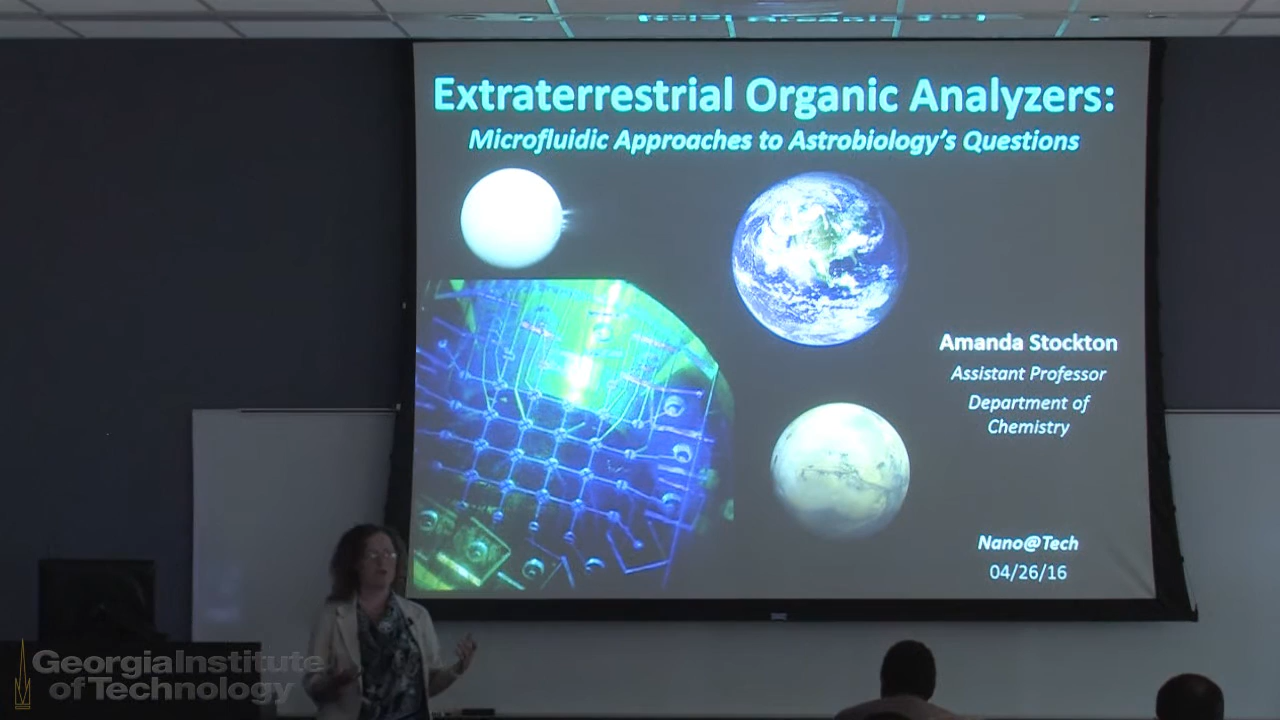 Extraterrestrial Organic Analyzers:
Microfluidic Approaches to Astrobiology's Questions
Amanda Stockton
Assistant Professor
Department of
Chemistry
Nano@Tech
04/26/16
GeorgiaInstitute
of Technology